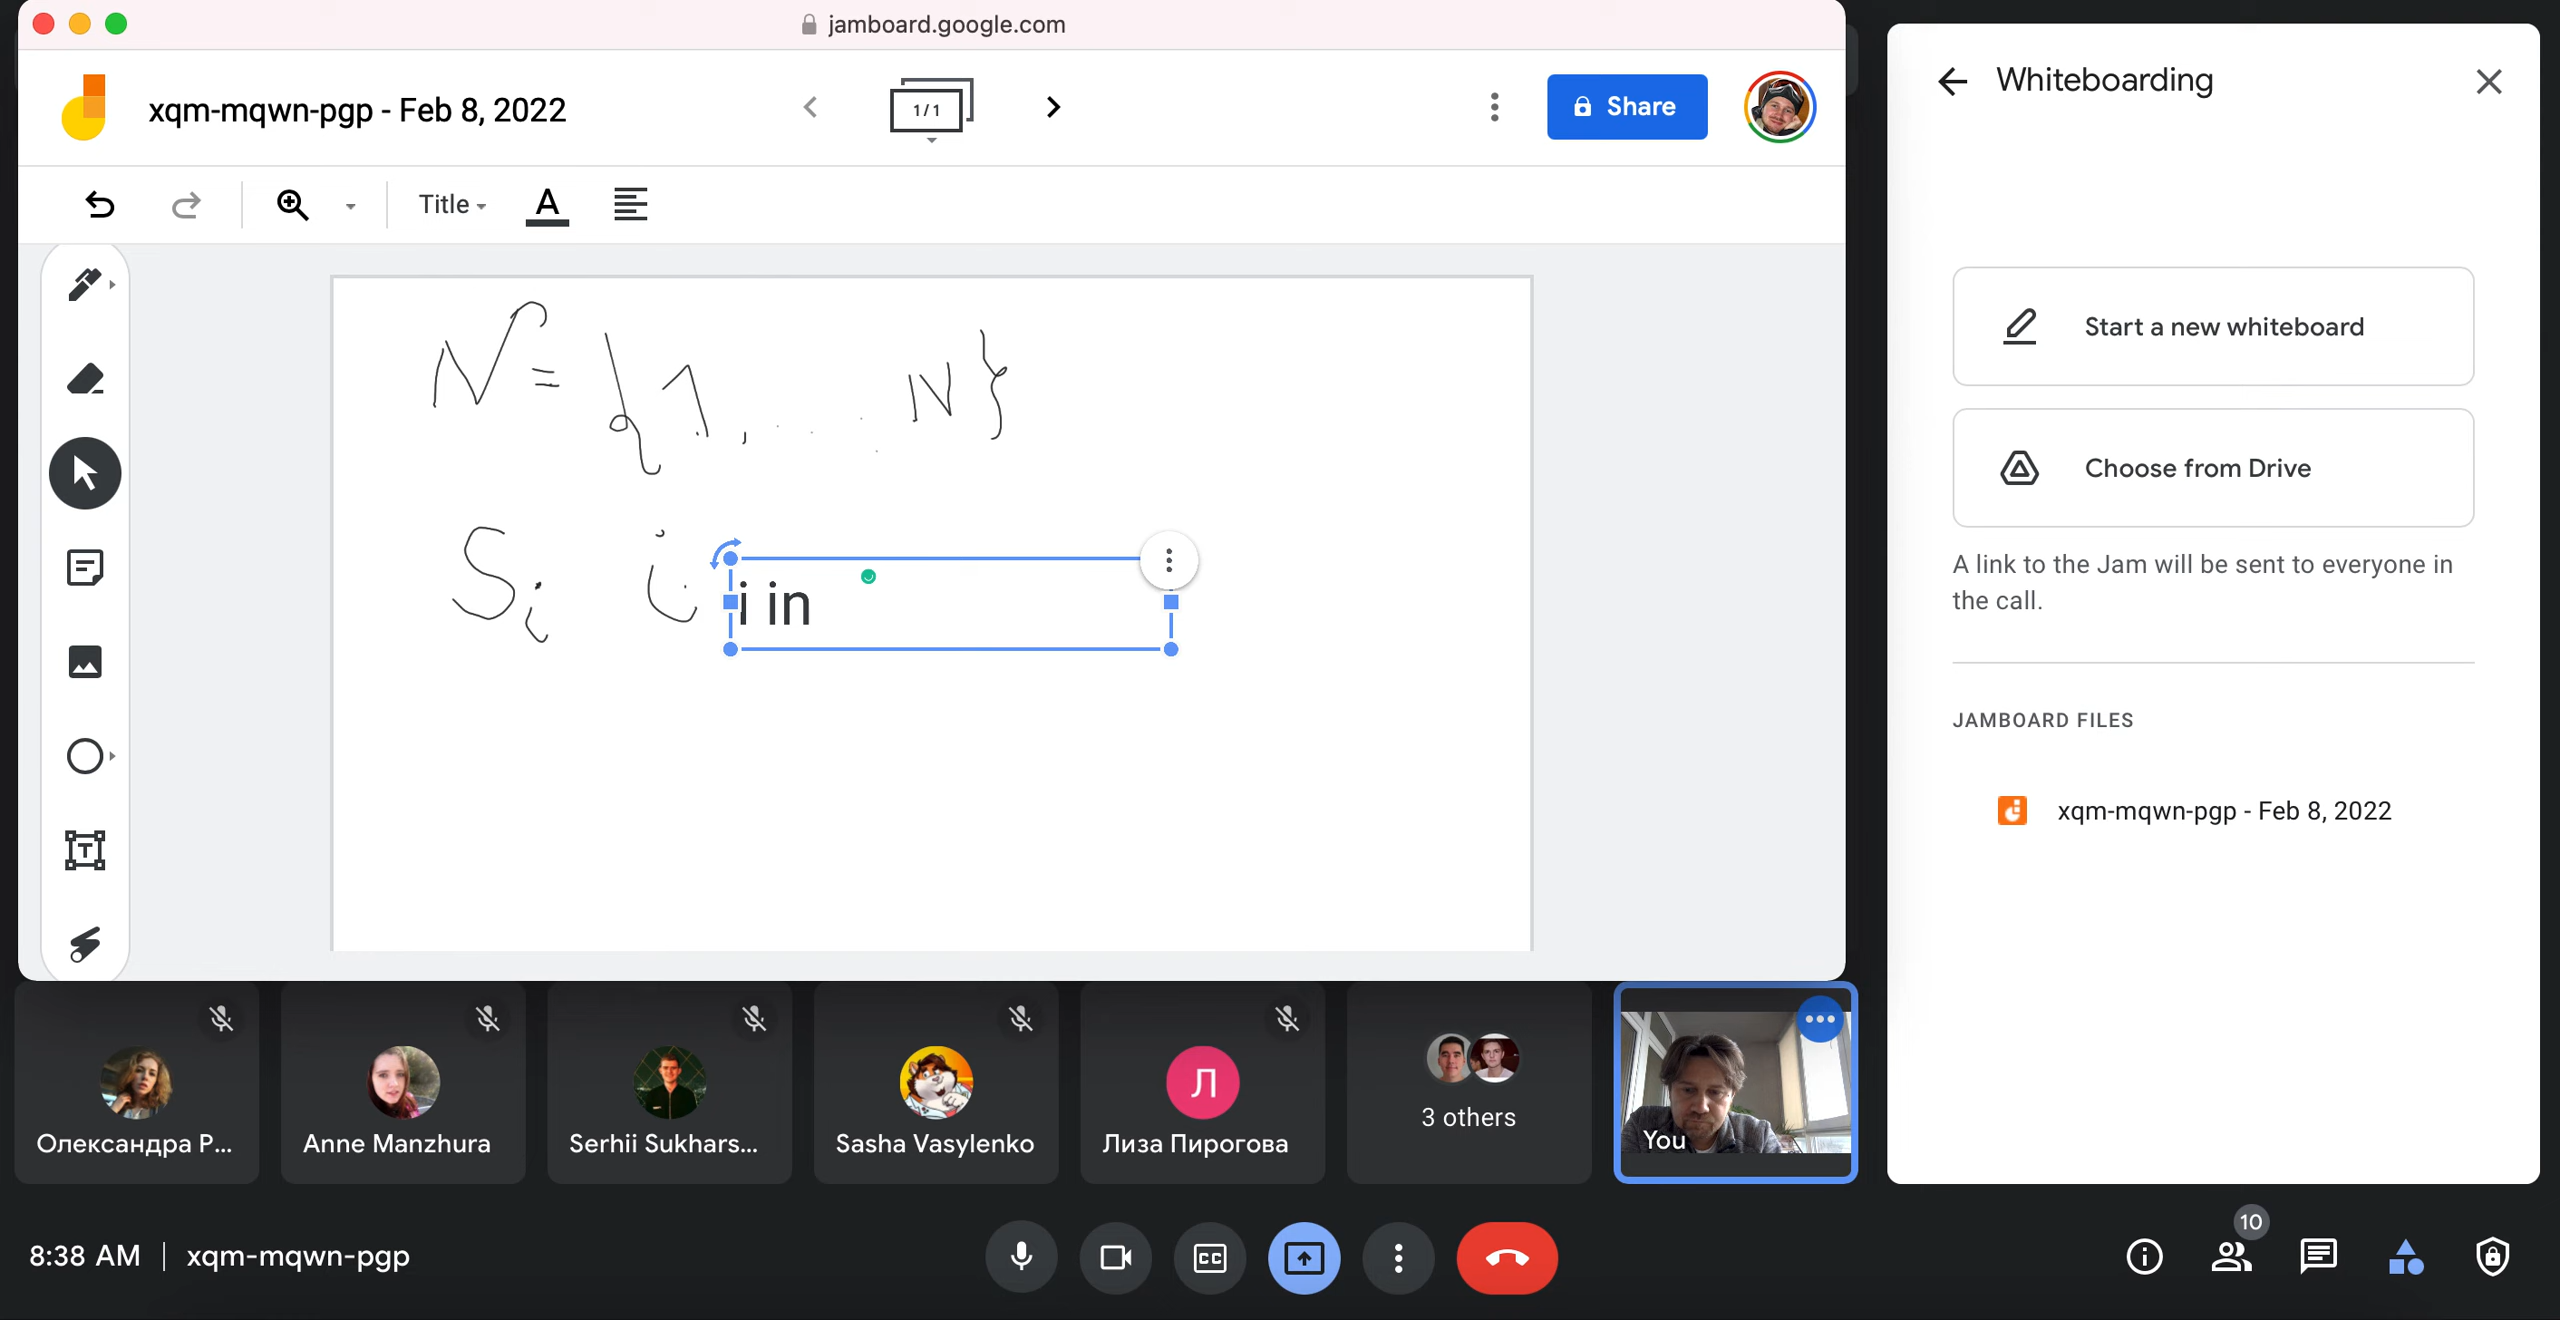 jamboard.google.com
xqm-mqwn-pgp - Feb 8, 2022
1/1
Share
Title
A
N = {1, ... N}
S i i
i in
Whiteboarding
Start a new whiteboard
Choose from Drive
A link to the Jam will be sent to everyone in
the call.
JAMBOARD FILES
xqm-mqwn-pgp - Feb 8, 2022
Олександра Р...
Anne Manzhura
Serhii Sukhars...
Sasha Vasylenko
Л
Лиза Пирогова
3 others
You
8:38 AM | xqm-mqwn-pgp
CC
10